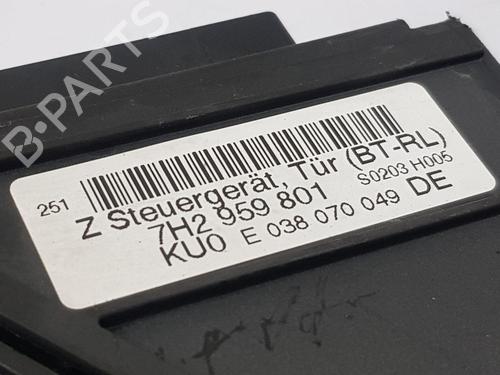 B-PARTS
251
Z Steuergerät, Tür (BT-RL)
7H2 959 801 S0203 H005
KU0 E 038 070 049 DE